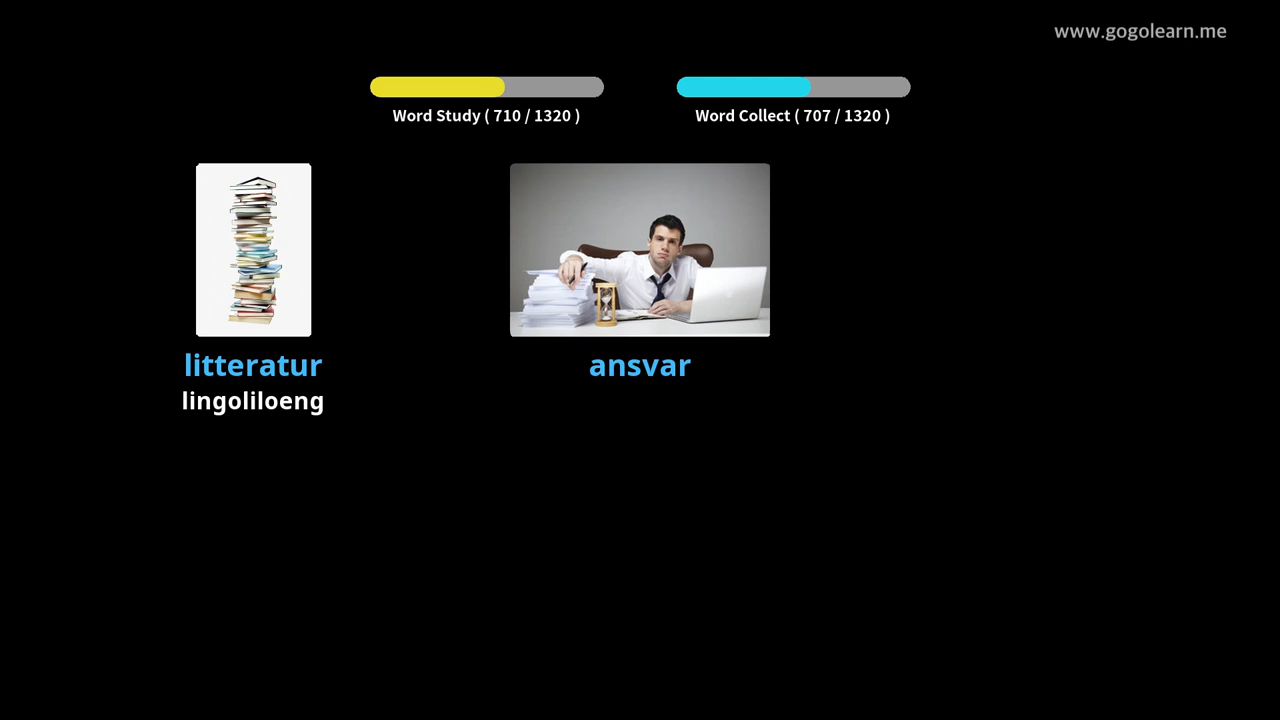 www.gogolearn.me
Word Study ( 710 / 1320 )
Word Collect ( 707 / 1320 )
litteratur
ansvar
lingoliloeng